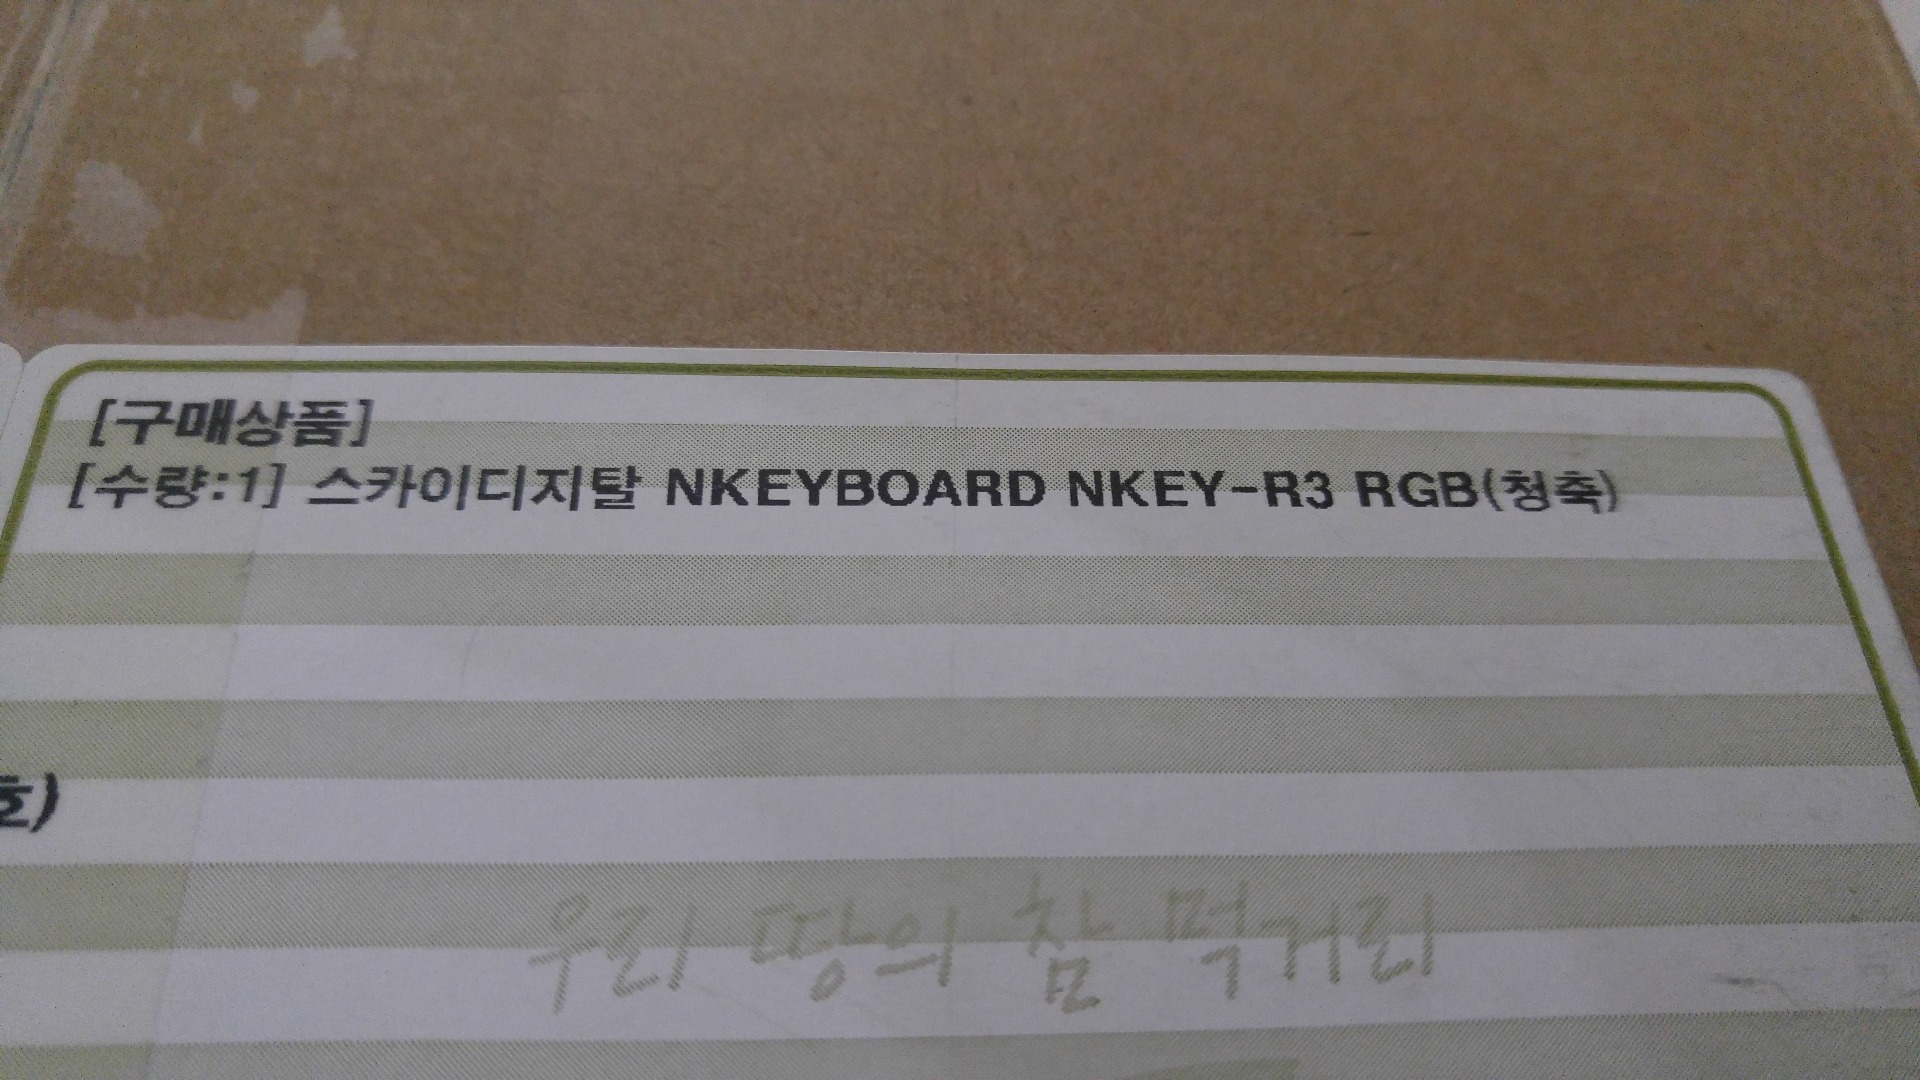 [구매상품]
[수량:1] 스카이디지탈 NKEYBOARD NKEY-R3 RGB(청축)
호)
우리 땅의 참 먹거리